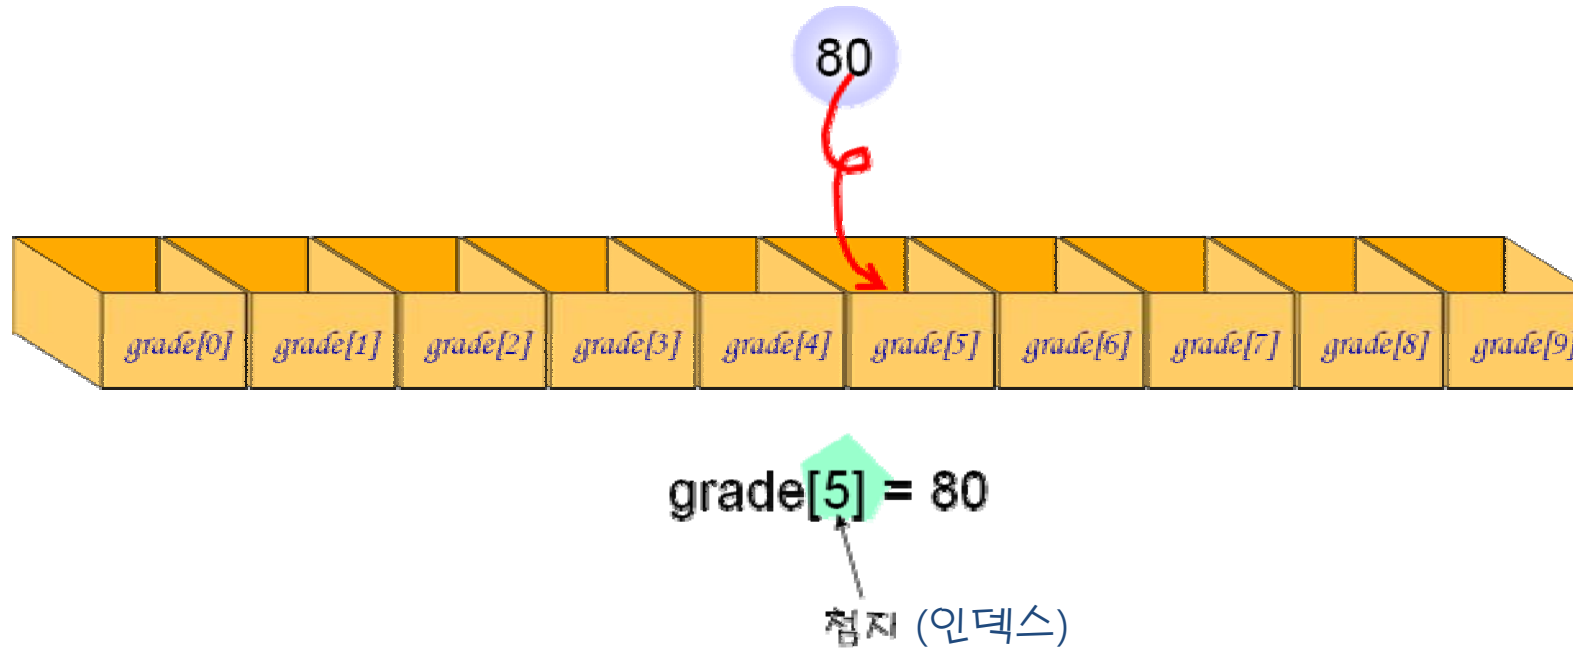 80
grade[0] grade[1] grade[2] grade[3] grade[4] grade[5] grade[6] grade[7] grade[8] grade[9]
grade[5] = 80
첨자 (인덱스)